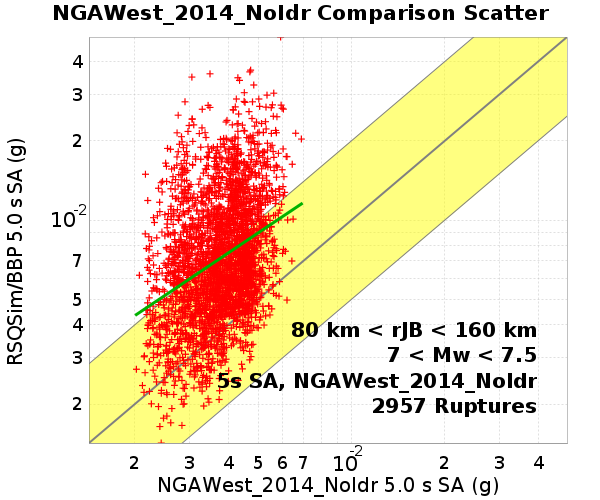 NGAWest_2014_NoIdr Comparison Scatter
RSQSim/BBP 5.0 s SA (g)
4
3
2
10^-2
7
5
4
3
2
80 km < rJB < 160 km
7 < Mw < 7.5
5s SA, NGAWest_2014_NoIdr
2957 Ruptures
2 3 4 5 6 7 10^-2 2 3 4
NGAWest_2014_NoIdr 5.0 s SA (g)